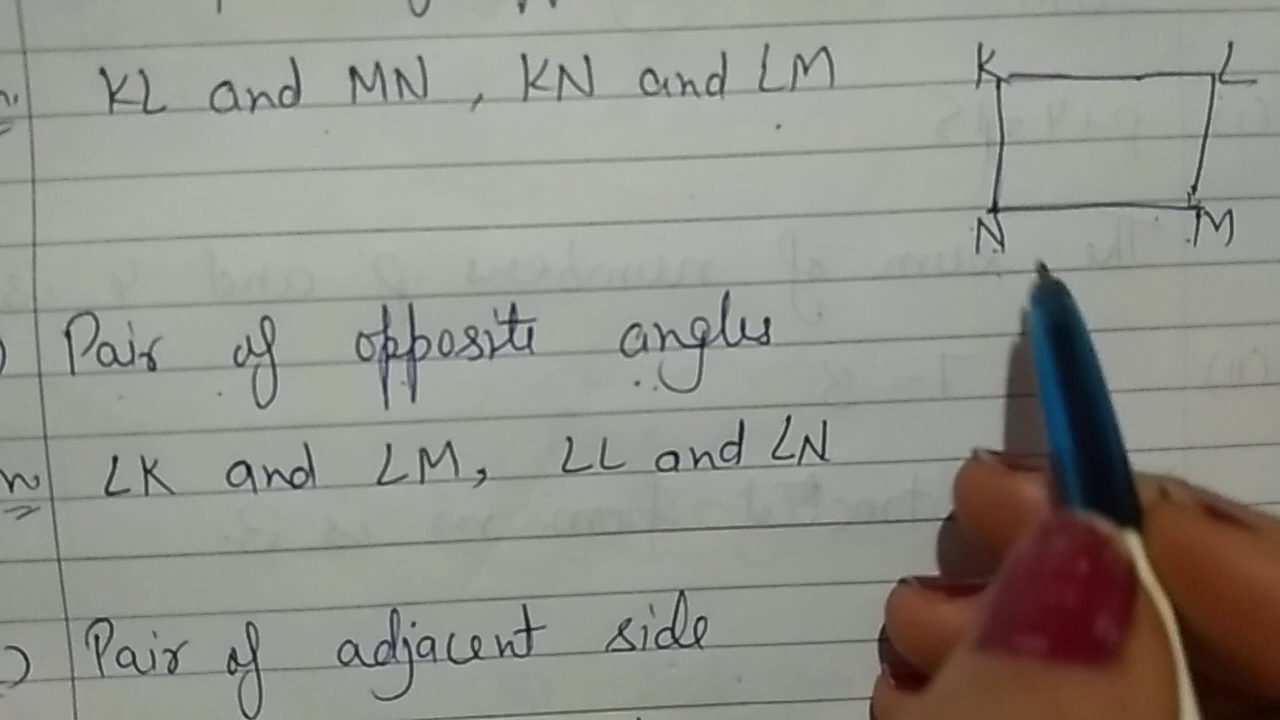 KL and MN, KN and LM
K L
N M
Pair of opposite angles
∠K and ∠M, ∠L and ∠N
Pair of adjacent side